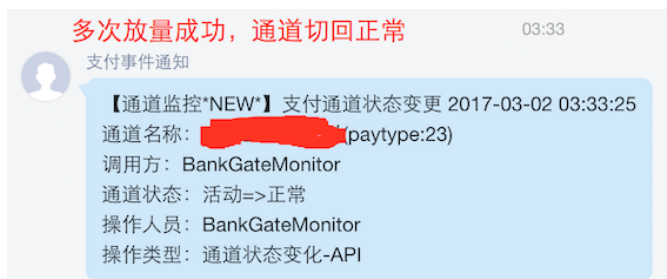 多次放量成功，通道切回正常
03:33
支付事件通知
【通道监控*NEW*】支付通道状态变更 2017-03-02 03:33:25
通道名称：(paytype:23)
调用方：BankGateMonitor
通道状态：活动=>正常
操作人员：BankGateMonitor
操作类型：通道状态变化-API